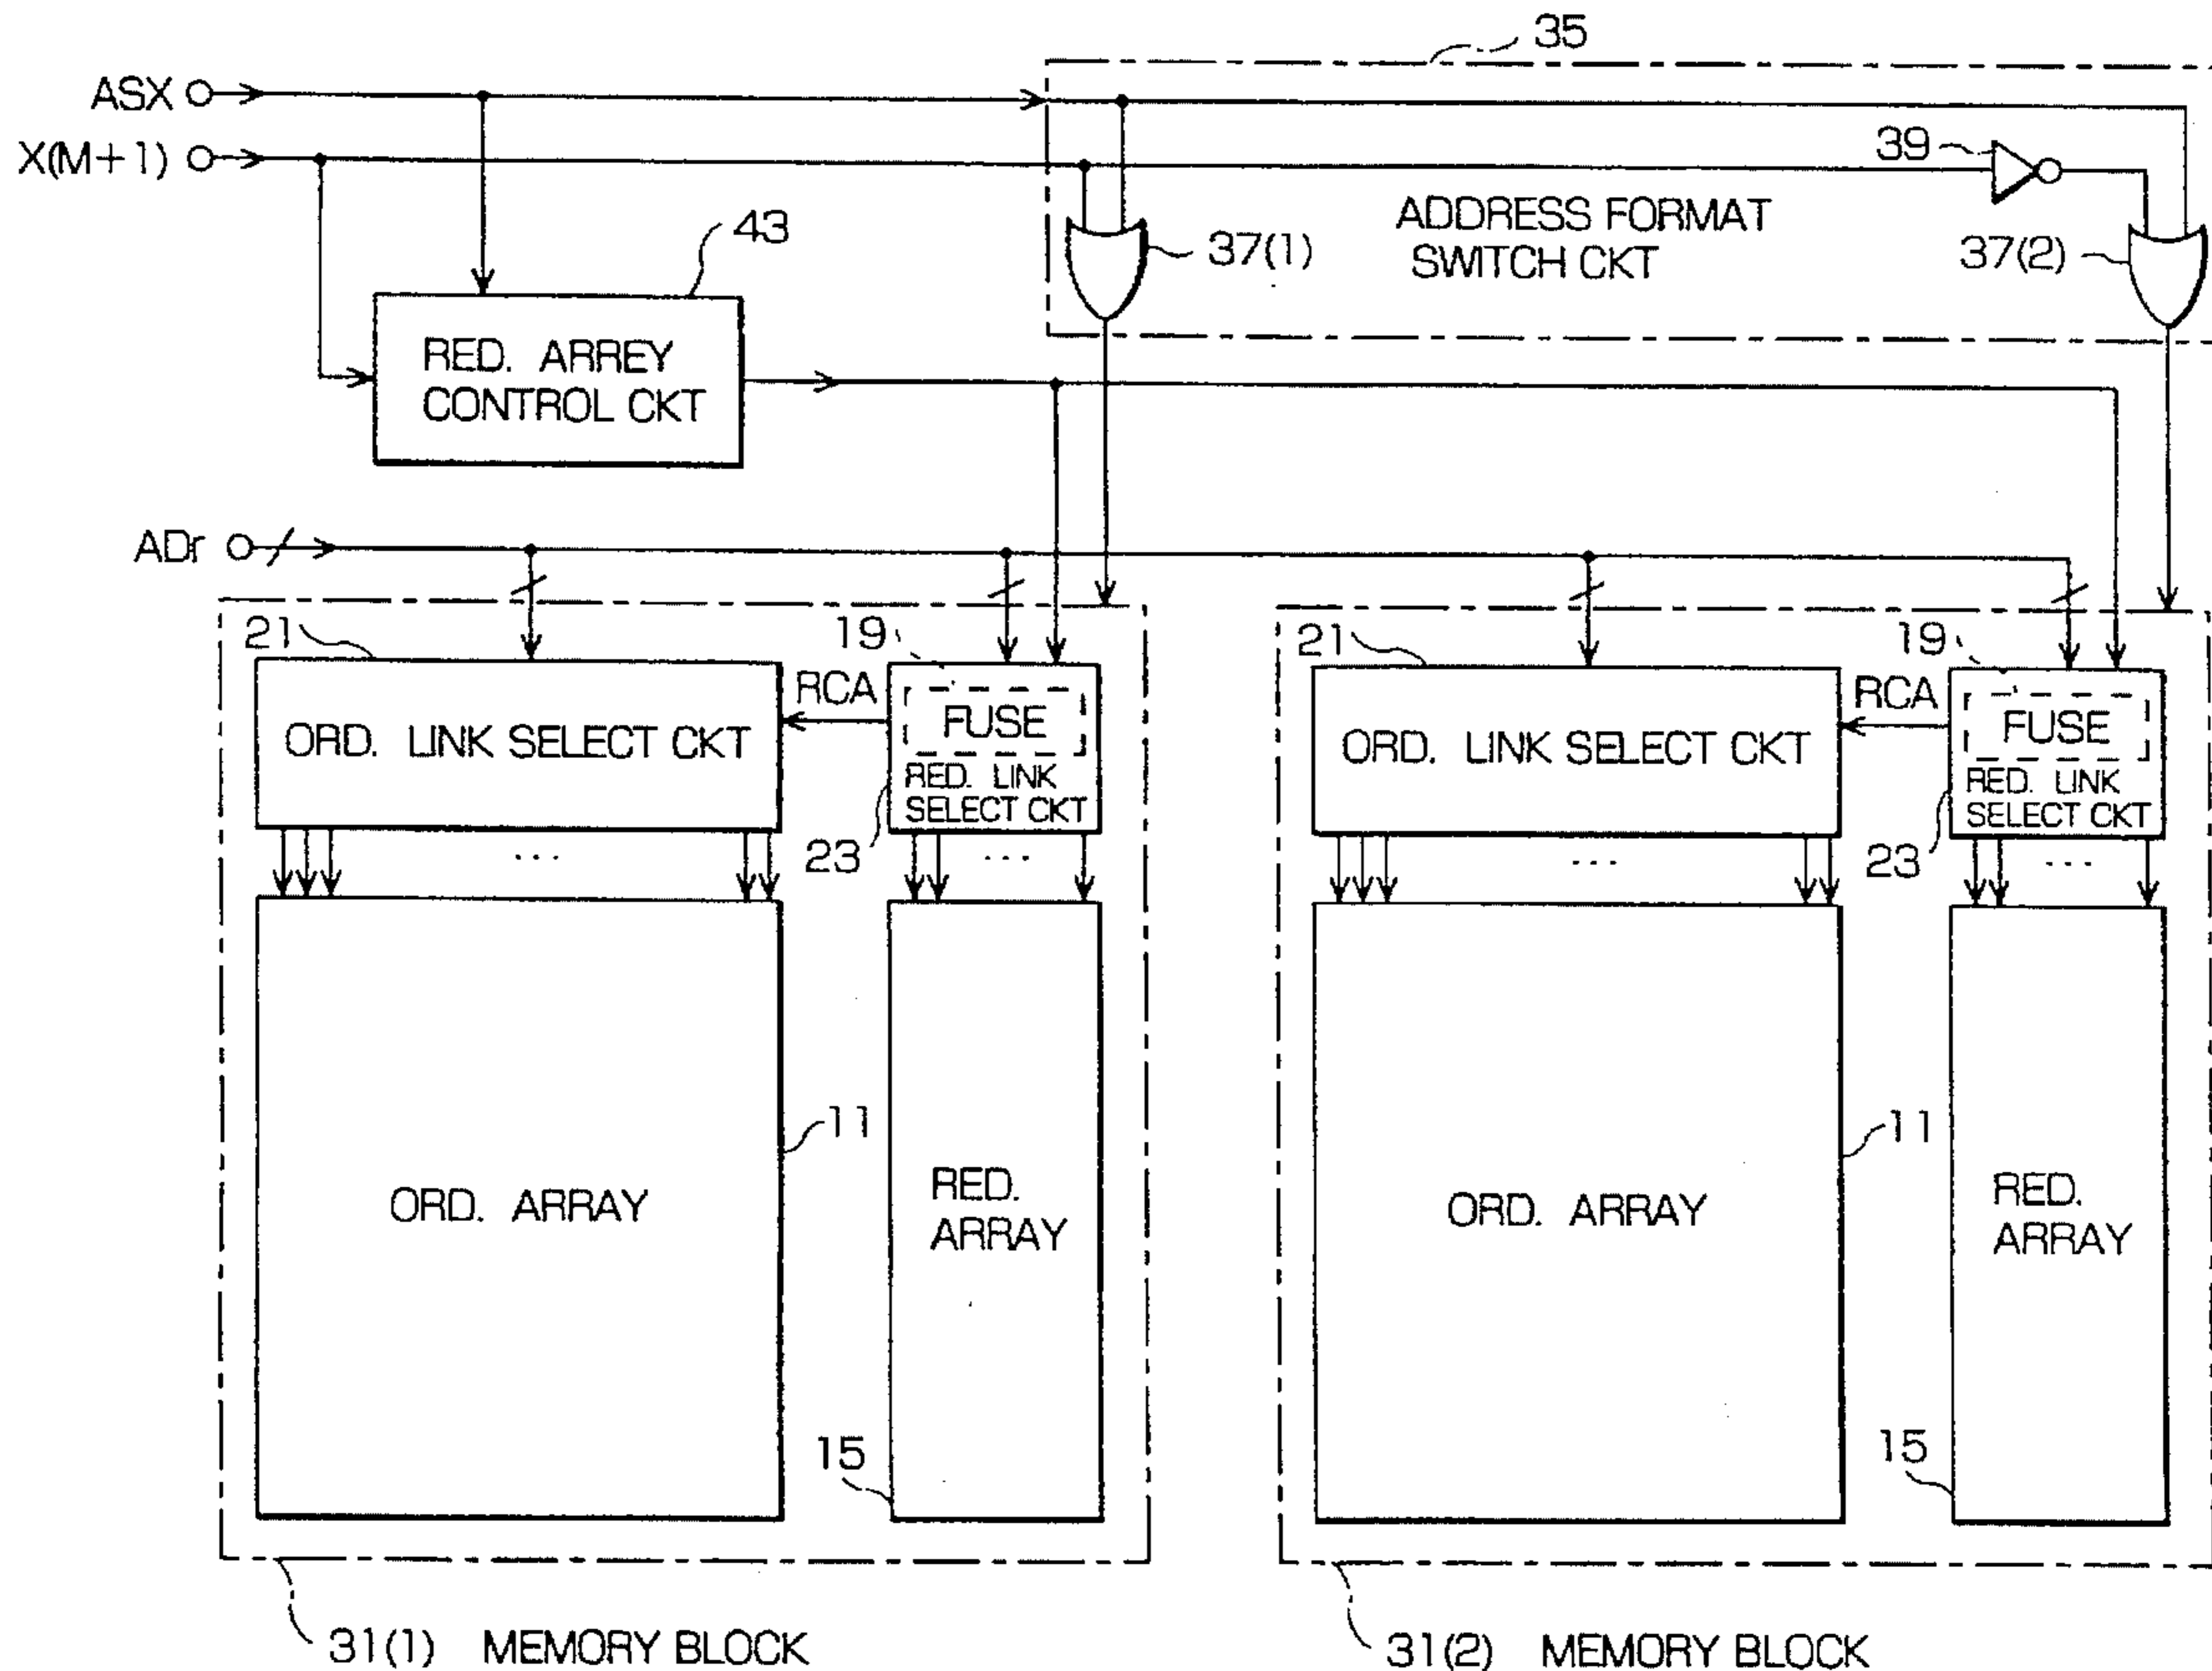 35
ASX
X(M+1)
39
ADDRESS FORMAT
SWITCH CKT
37(1)
37(2)
43
RED. ARREY
CONTROL CKT
ADr
21
19
RCA
FUSE
ORD. LINK SELECT CKT
RED. LINK
SELECT CKT
23
...
...
11
ORD. ARRAY
RED.
ARRAY
15
31(1) MEMORY BLOCK
21
19
RCA
FUSE
ORD. LINK SELECT CKT
RED. LINK
SELECT CKT
23
...
...
11
ORD. ARRAY
RED.
ARRAY
15
31(2) MEMORY BLOCK